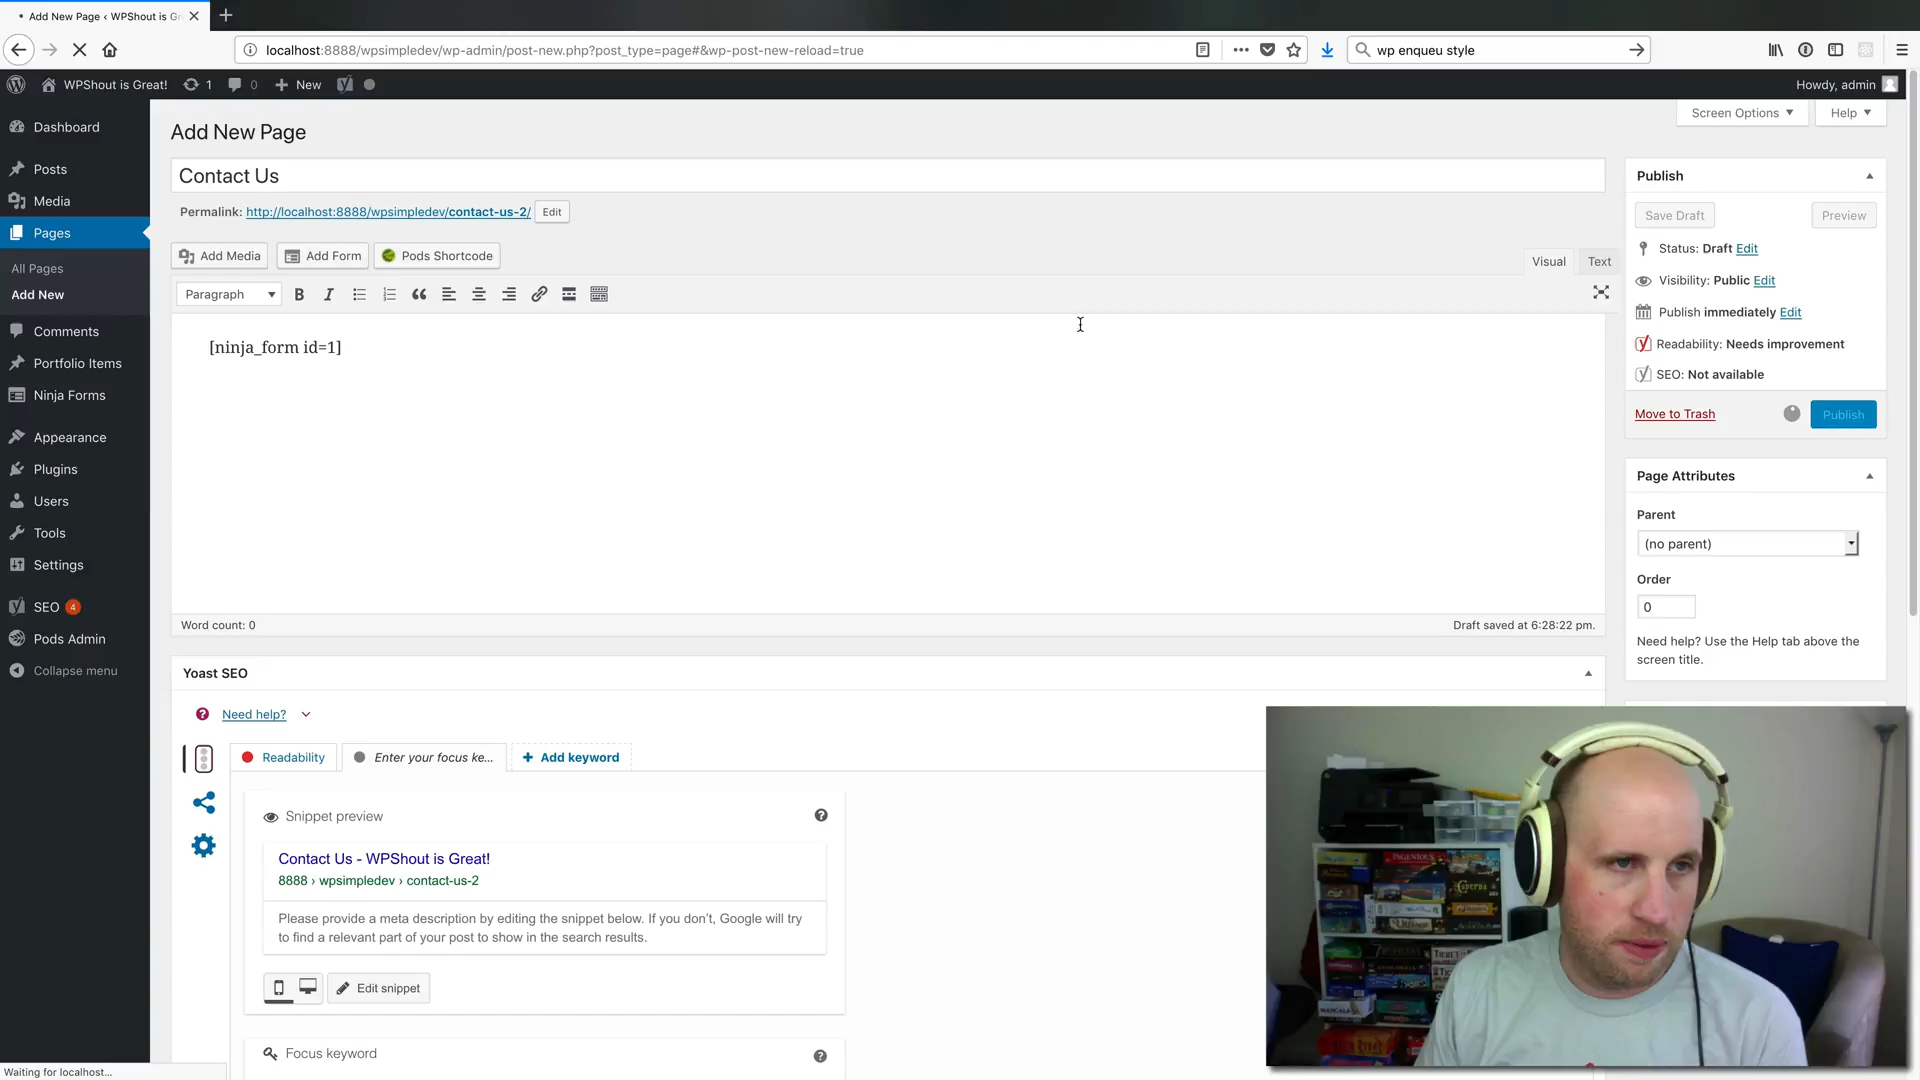 Add New Page ‹ WPShout is Gr
localhost:8888/wpsimpledev/wp-admin/post-new.php?post_type=page#&wp-post-new-reload=true
wp enqueu style
WPShout is Great!
1
0
New
Howdy, admin
Dashboard
Posts
Media
Pages
All Pages
Add New
Comments
Portfolio Items
Ninja Forms
Appearance
Plugins
Users
Tools
Settings
SEO 4
Pods Admin
Collapse menu
Add New Page
Screen Options
Help
Contact Us
Permalink: http://localhost:8888/wpsimpledev/contact-us-2/ Edit
Add Media
Add Form
Pods Shortcode
Visual
Text
Paragraph
[ninja_form id=1]
Word count: 0
Draft saved at 6:28:22 pm.
Publish
Save Draft
Preview
Status: Draft Edit
Visibility: Public Edit
Publish immediately Edit
Readability: Needs improvement
SEO: Not available
Move to Trash
Publish
Page Attributes
Parent
(no parent)
Order
0
Need help? Use the Help tab above the
screen title.
Yoast SEO
Need help?
Readability
Enter your focus ke...
Add keyword
Snippet preview
Contact Us - WPShout is Great!
8888 › wpsimpledev › contact-us-2
Please provide a meta description by editing the snippet below. If you don't, Google will try
to find a relevant part of your post to show in the search results.
Edit snippet
Focus keyword
Waiting for localhost...
INGENIOUS
Caverna